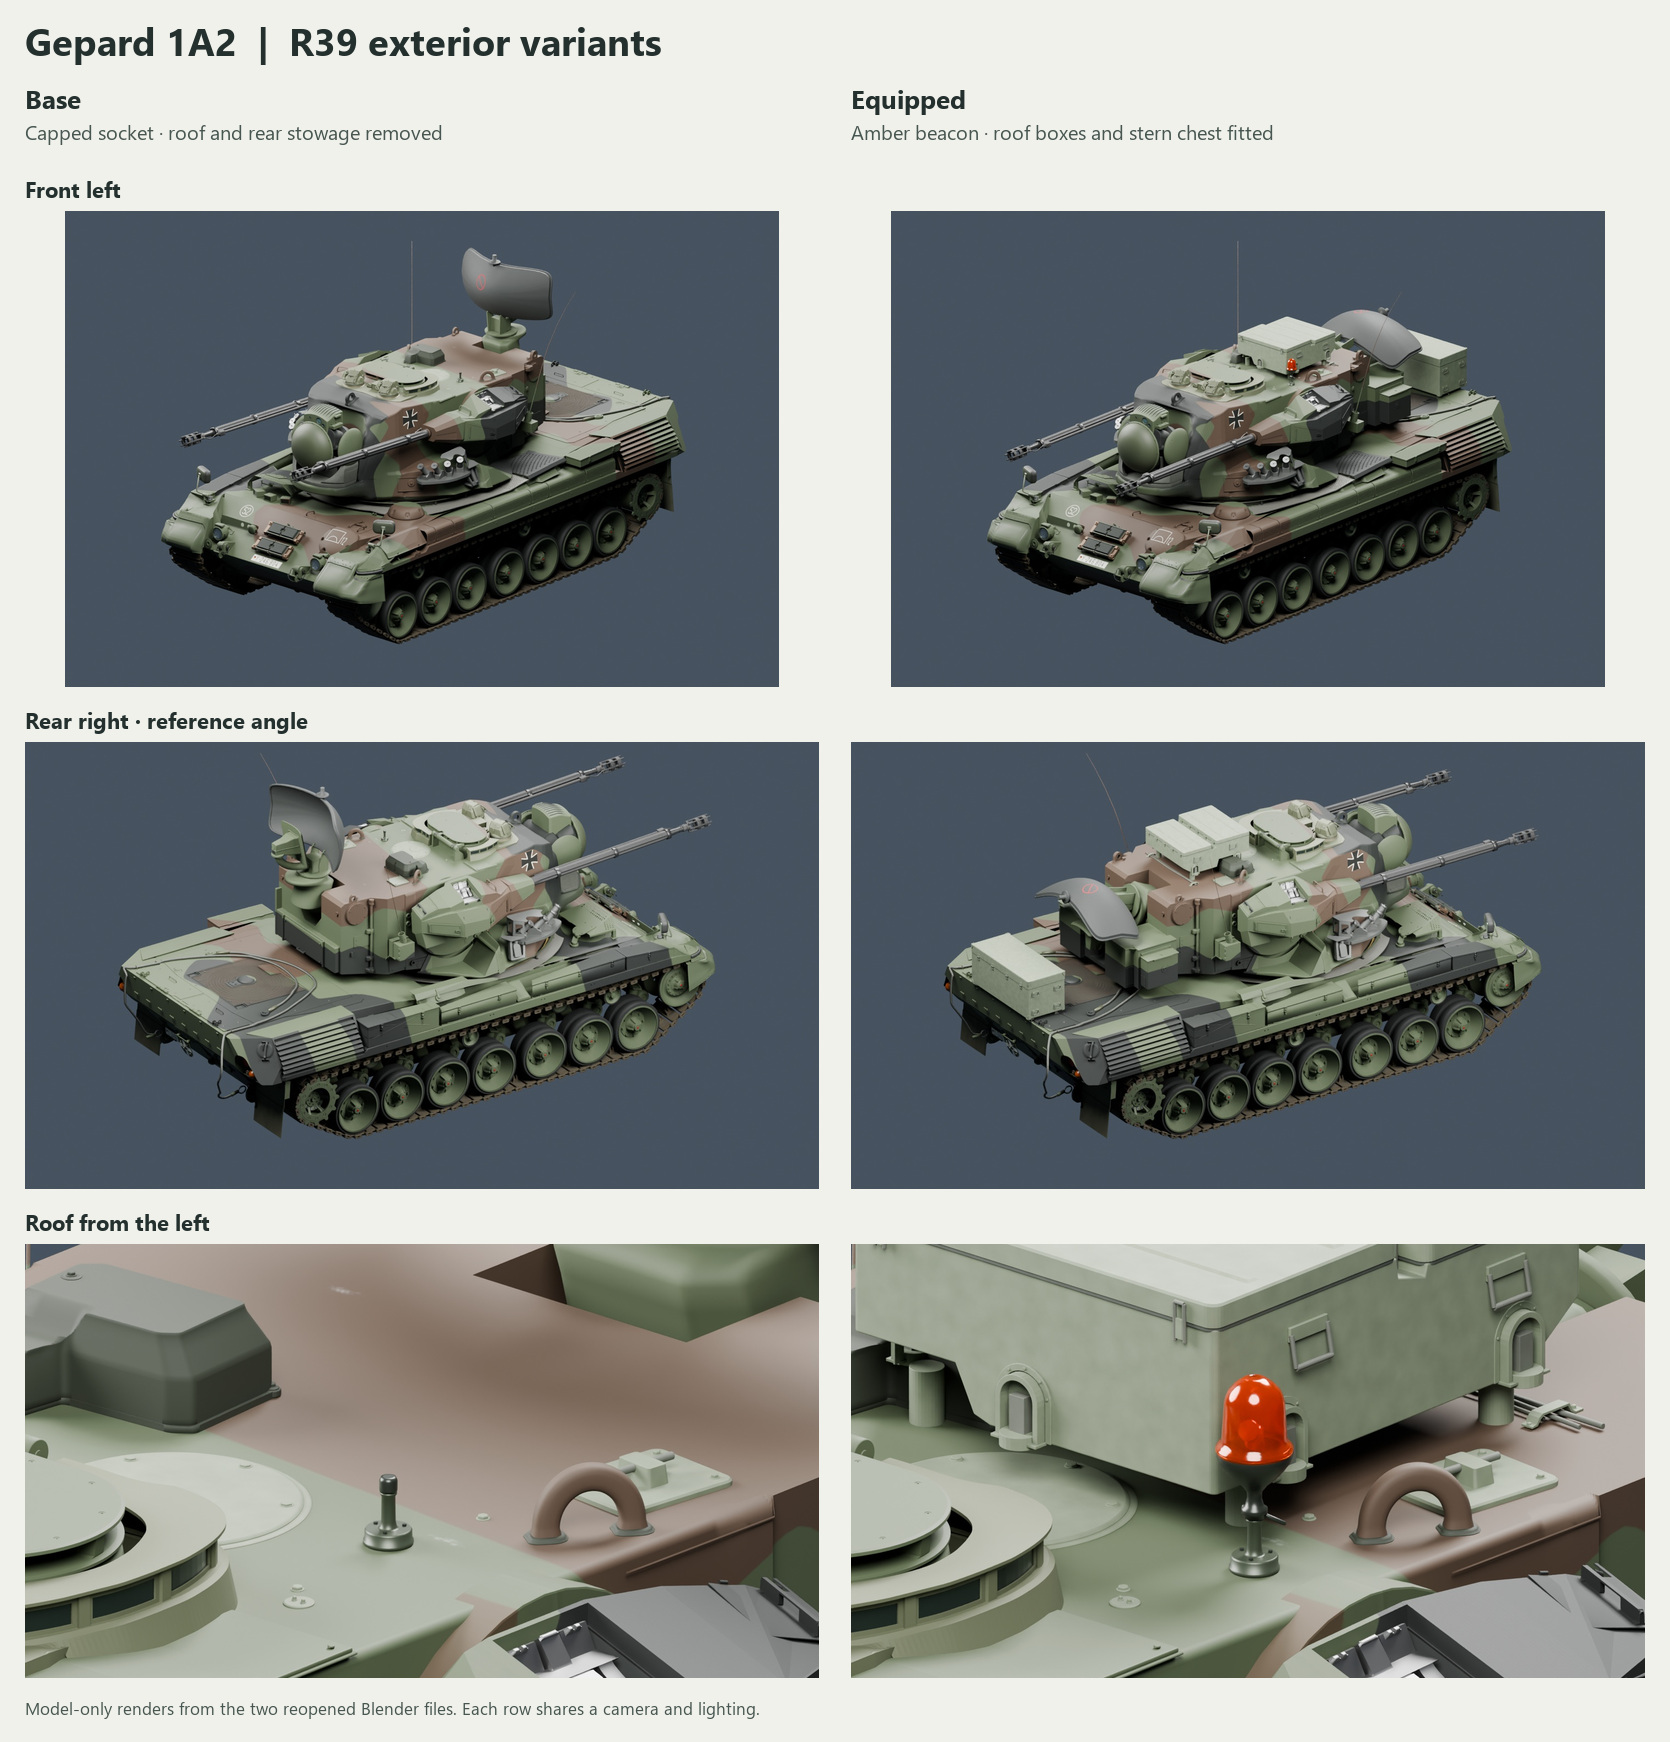 Gepard 1A2 | R39 exterior variants
Base
Capped socket · roof and rear stowage removed
Equipped
Amber beacon · roof boxes and stern chest fitted
Front left
Rear right · reference angle
Roof from the left
Model-only renders from the two reopened Blender files. Each row shares a camera and lighting.